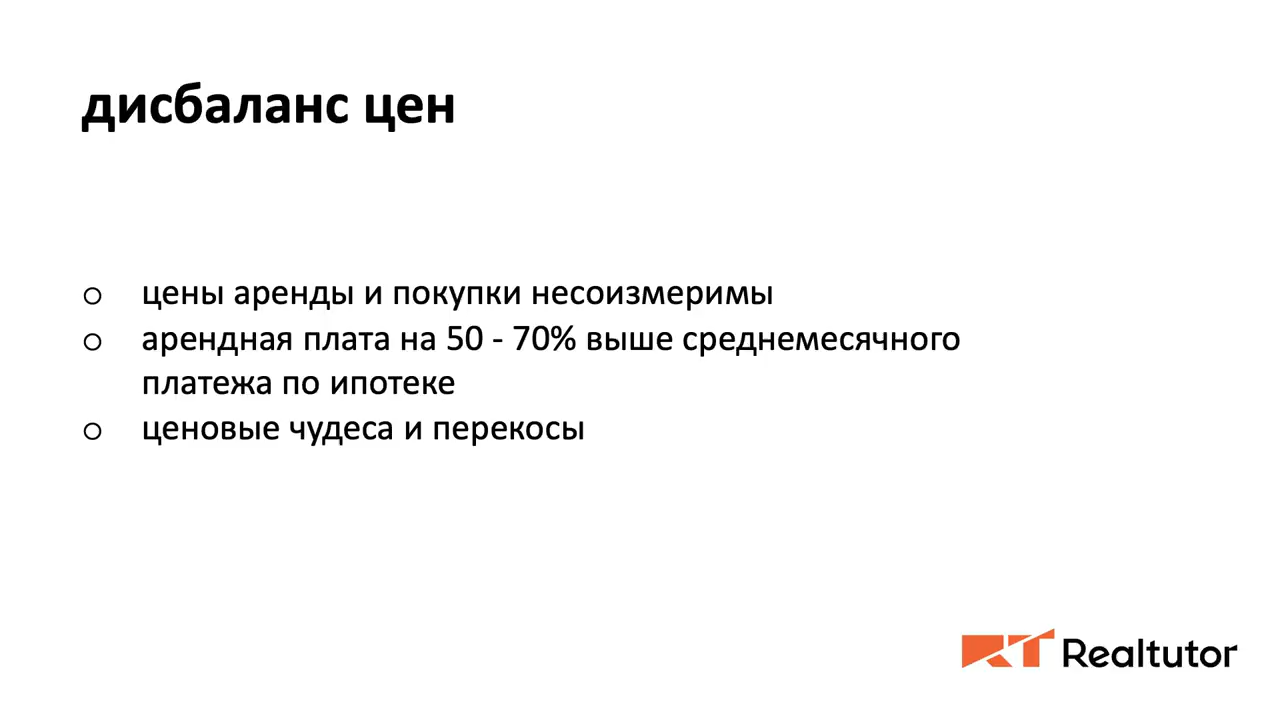 дисбаланс цен
цены аренды и покупки несоизмеримы
арендная плата на 50 - 70% выше среднемесячного
платежа по ипотеке
ценовые чудеса и перекосы
RT Realtutor